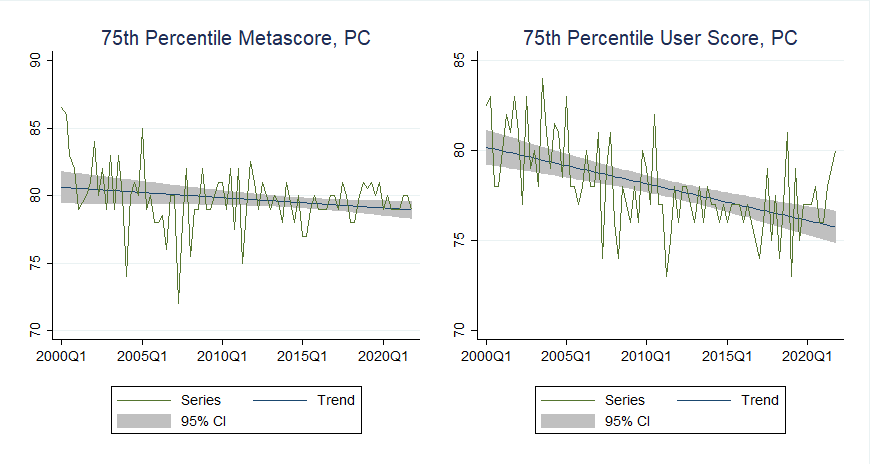 75th Percentile Metascore, PC
90
85
80
75
70
2000Q1 2005Q1 2010Q1 2015Q1 2020Q1
Series Trend
95% CI
75th Percentile User Score, PC
85
80
75
70
2000Q1 2005Q1 2010Q1 2015Q1 2020Q1
Series Trend
95% CI